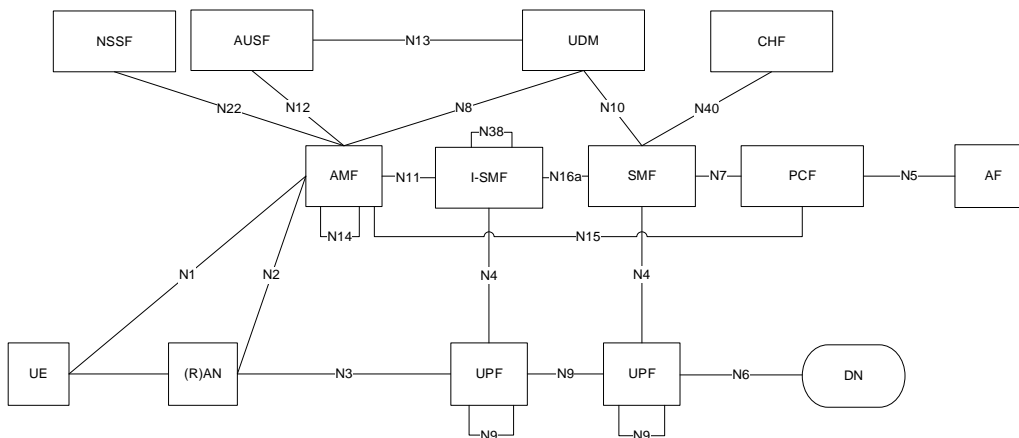 NSSF
AUSF
N13
UDM
CHF
N22
N12
N8
N10
N40
N38
AMF
N11
I-SMF
N16a
SMF
N7
PCF
N5
AF
N14
N15
N1
N2
N4
N4
UE
(R)AN
N3
UPF
N9
UPF
N6
DN
N9
N9